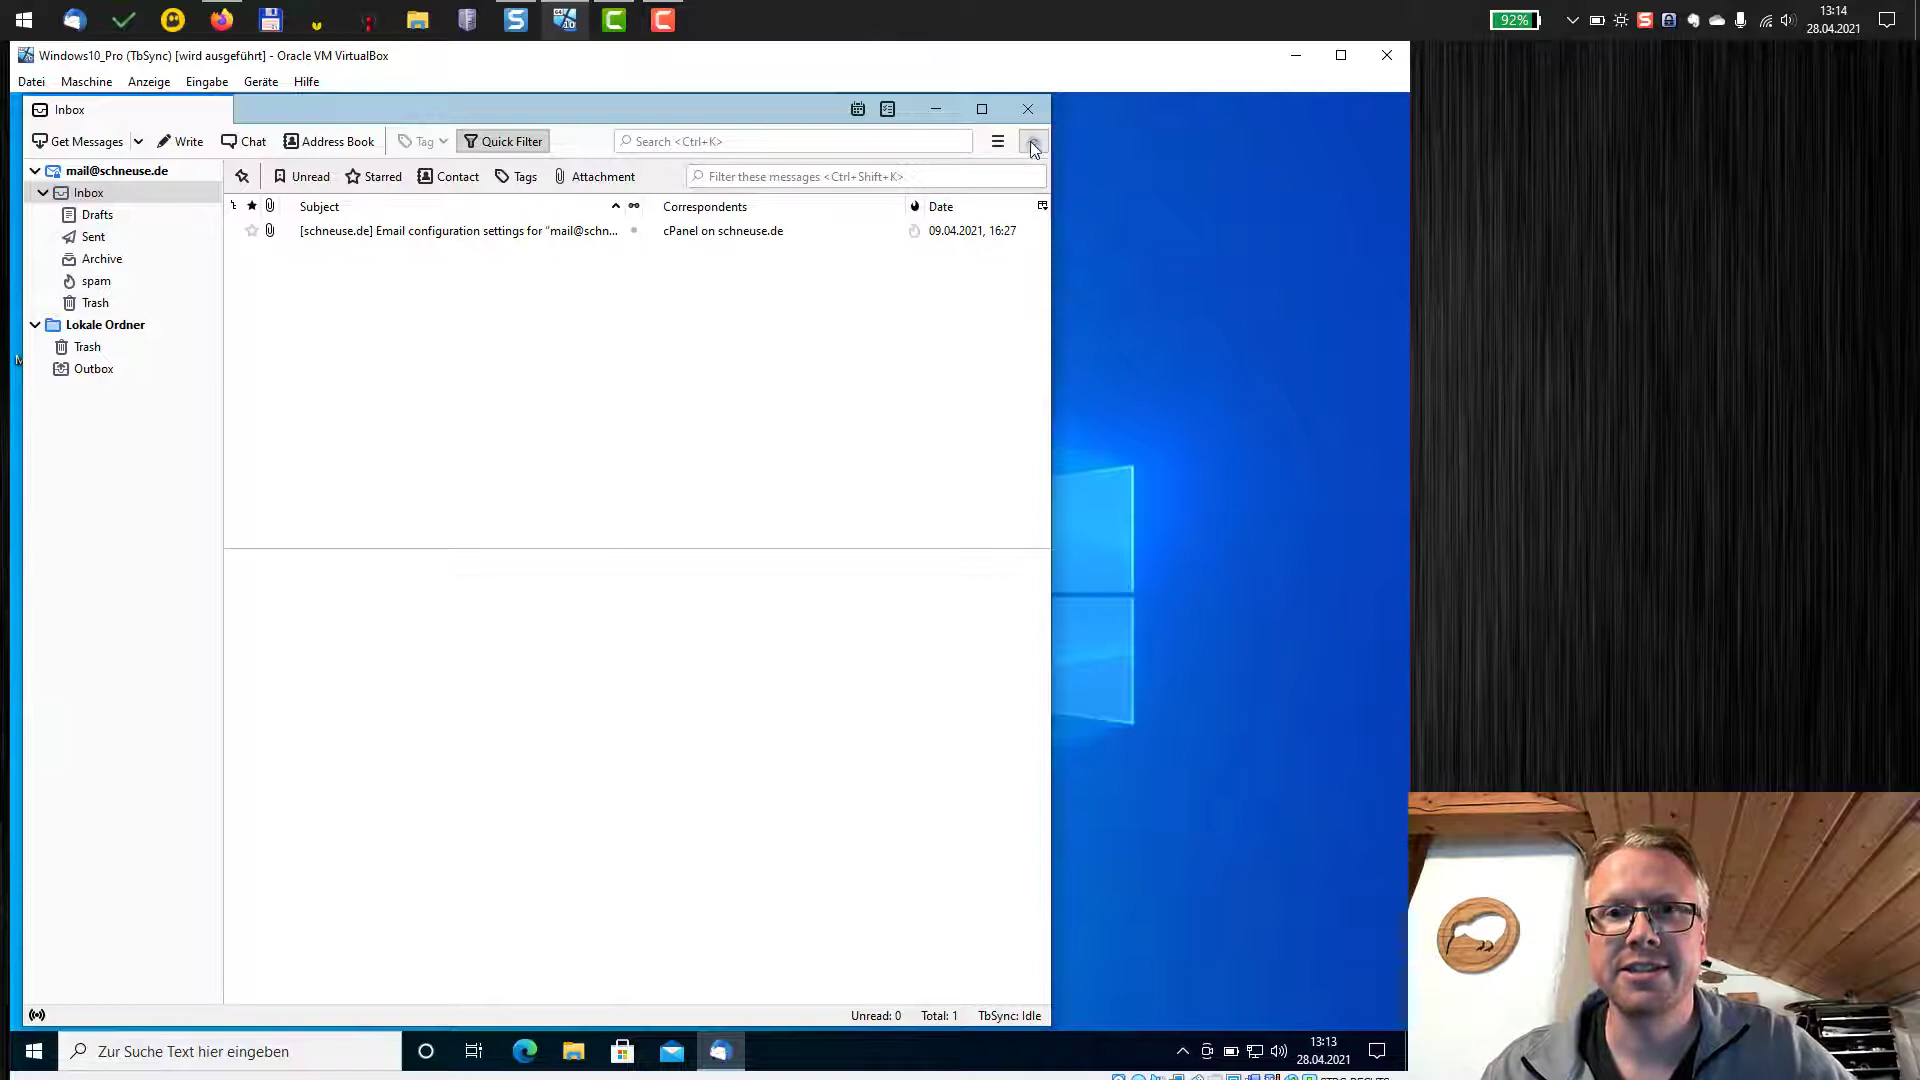 92%
13:14
28.04.2021
Windows10_Pro (TbSync) [wird ausgeführt] - Oracle VM VirtualBox
Datei Maschine Anzeige Eingabe Geräte Hilfe
Inbox
Get Messages Write Chat Address Book Tag Quick Filter Search <Ctrl+K>
mail@schneuse.de
Unread Starred Contact Tags Attachment Filter these messages <Ctrl+Shift+K>
Inbox
Subject Correspondents Date
Drafts
[schneuse.de] Email configuration settings for “mail@schn... cPanel on schneuse.de 09.04.2021, 16:27
Sent
Archive
spam
Trash
Lokale Ordner
Trash
Outbox
Unread: 0 Total: 1 TbSync: Idle
Zur Suche Text hier eingeben
13:13
28.04.2021